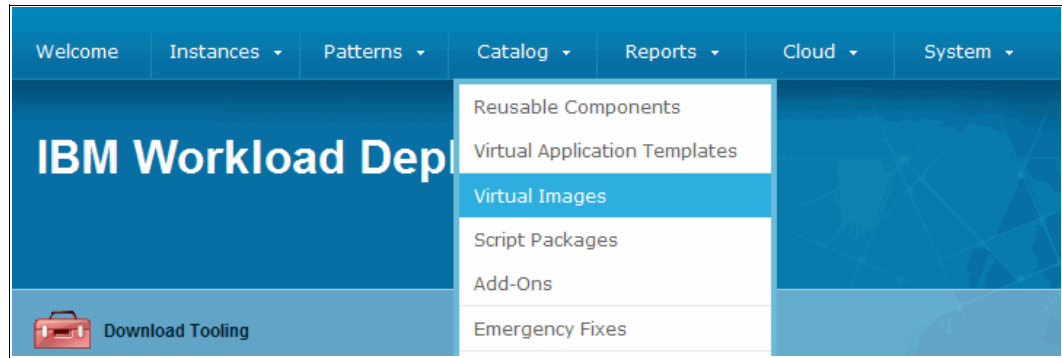 Welcome Instances Patterns Catalog Reports Cloud System
Reusable Components
Virtual Application Templates
Virtual Images
Script Packages
Add-Ons
Emergency Fixes
IBM Workload Depl
Download Tooling